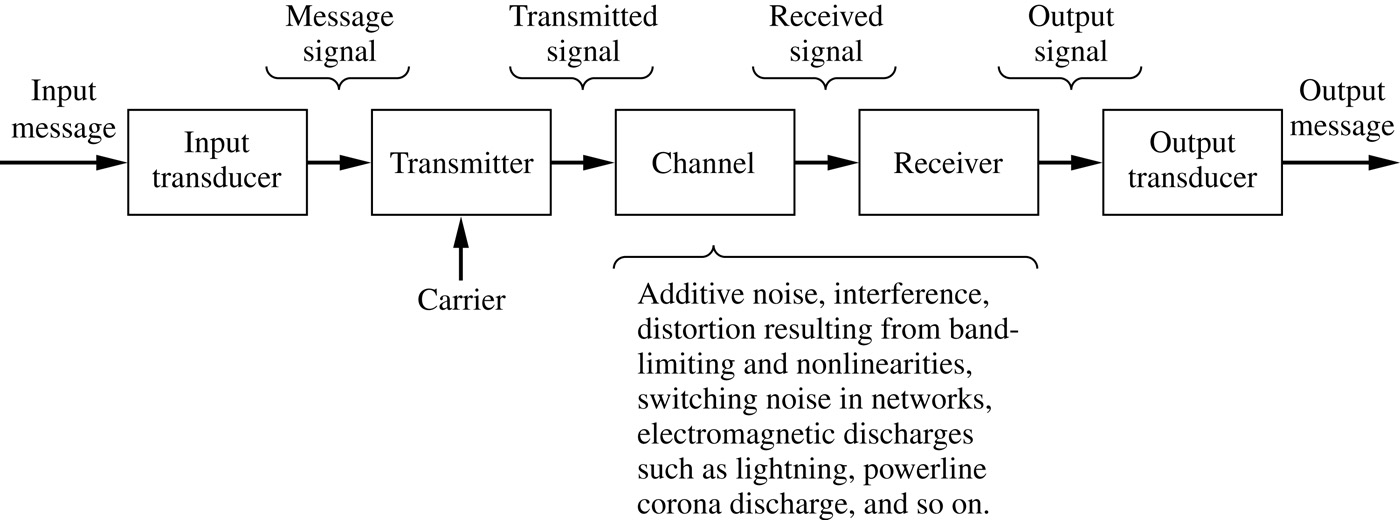 Message
signal
Transmitted
signal
Received
signal
Output
signal
Input
message
Input
transducer
Transmitter
Channel
Receiver
Output
transducer
Output
message
Carrier
Additive noise, interference,
distortion resulting from band-
limiting and nonlinearities,
switching noise in networks,
electromagnetic discharges
such as lightning, powerline
corona discharge, and so on.